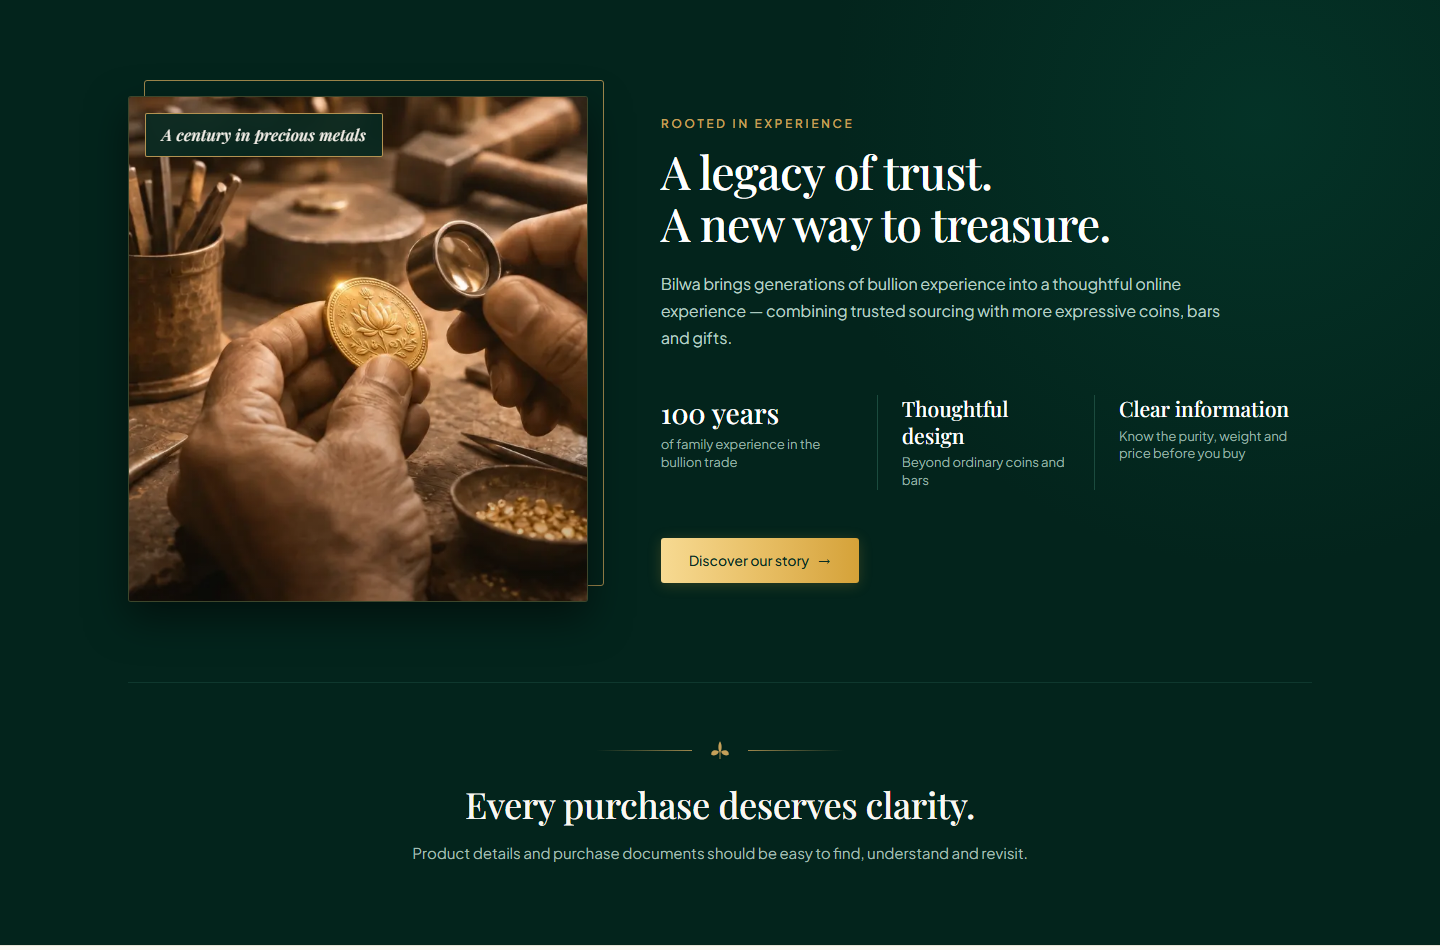 A century in precious metals
ROOTED IN EXPERIENCE
A legacy of trust.
A new way to treasure.
Bilwa brings generations of bullion experience into a thoughtful online
experience — combining trusted sourcing with more expressive coins, bars
and gifts.
100 years
of family experience in the
bullion trade
Thoughtful
design
Beyond ordinary coins and
bars
Clear information
Know the purity, weight and
price before you buy
Discover our story →
Every purchase deserves clarity.
Product details and purchase documents should be easy to find, understand and revisit.